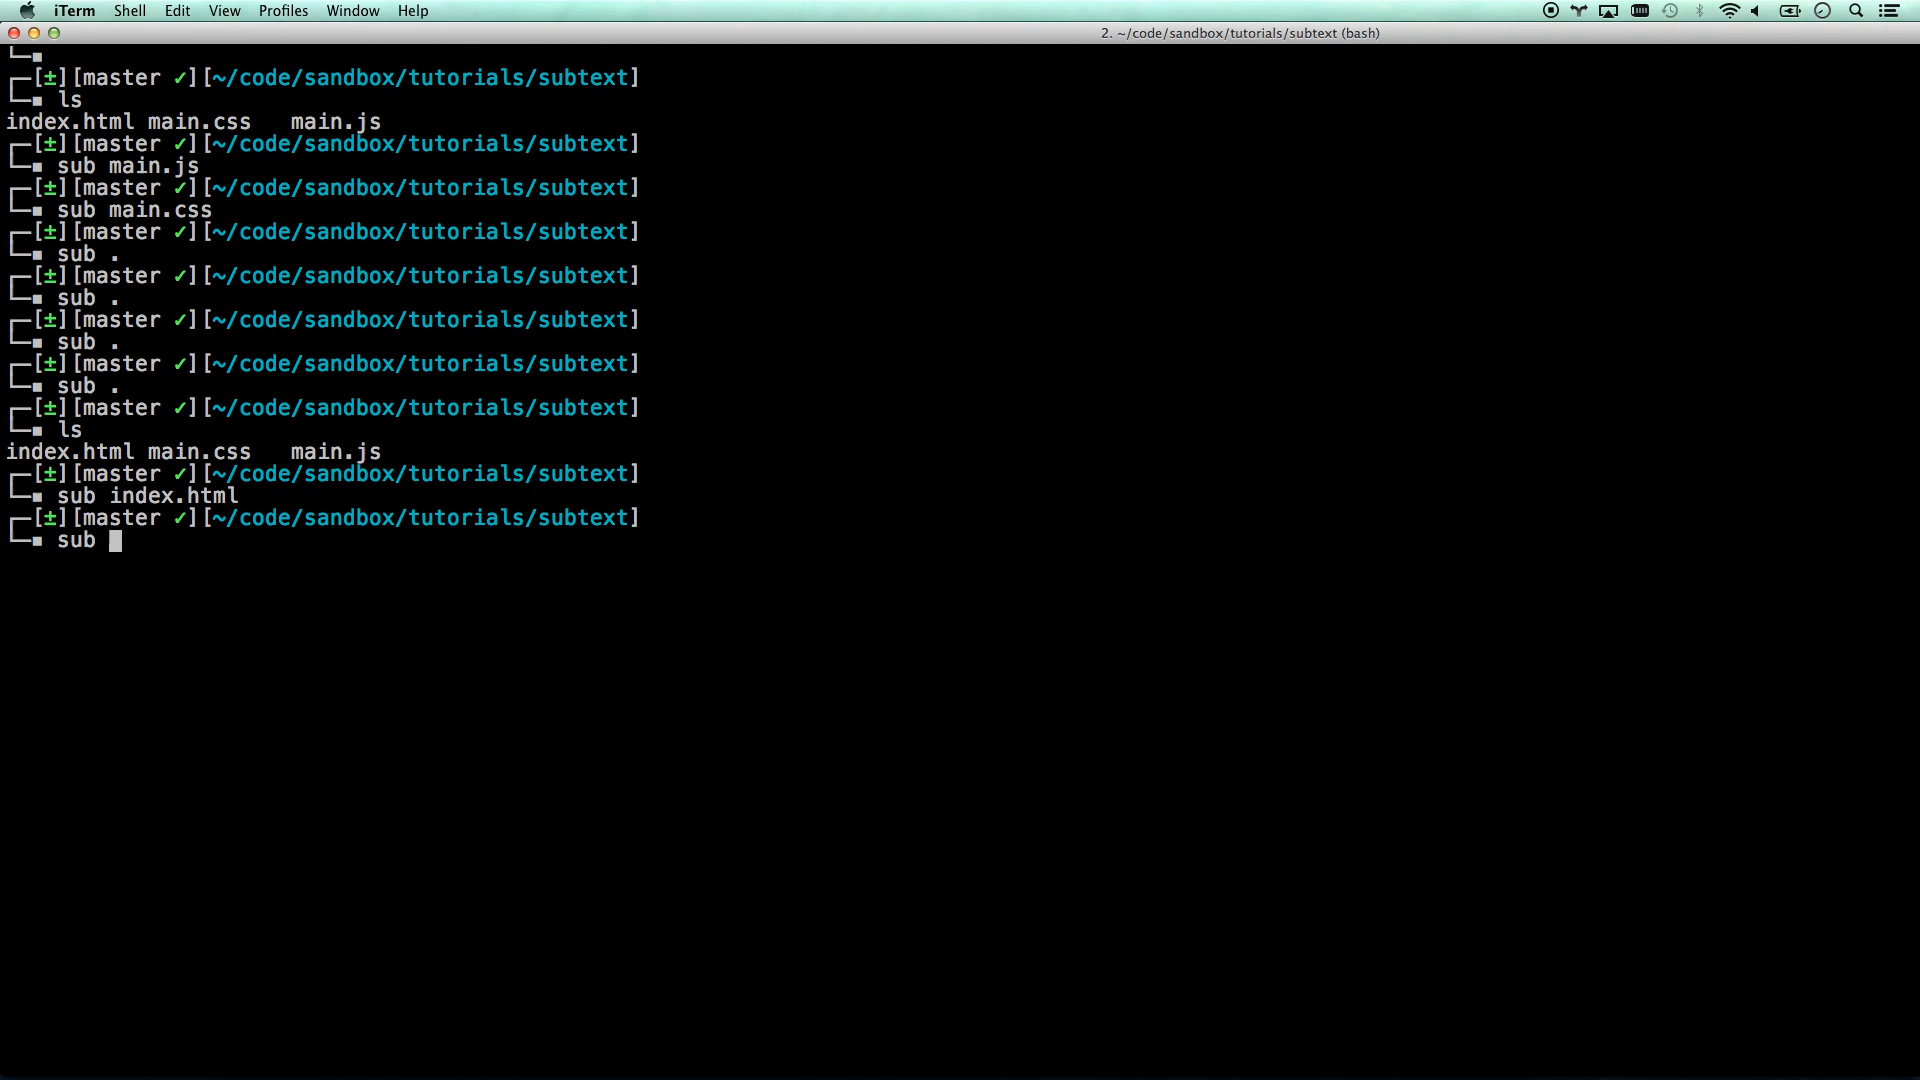 iTerm Shell Edit View Profiles Window Help
2. ~/code/sandbox/tutorials/subtext (bash)
[±][master ✓][~/code/sandbox/tutorials/subtext]
ls
index.html main.css   main.js
[±][master ✓][~/code/sandbox/tutorials/subtext]
sub main.js
[±][master ✓][~/code/sandbox/tutorials/subtext]
sub main.css
[±][master ✓][~/code/sandbox/tutorials/subtext]
sub .
[±][master ✓][~/code/sandbox/tutorials/subtext]
sub .
[±][master ✓][~/code/sandbox/tutorials/subtext]
sub .
[±][master ✓][~/code/sandbox/tutorials/subtext]
sub .
[±][master ✓][~/code/sandbox/tutorials/subtext]
ls
index.html main.css   main.js
[±][master ✓][~/code/sandbox/tutorials/subtext]
sub index.html
[±][master ✓][~/code/sandbox/tutorials/subtext]
sub